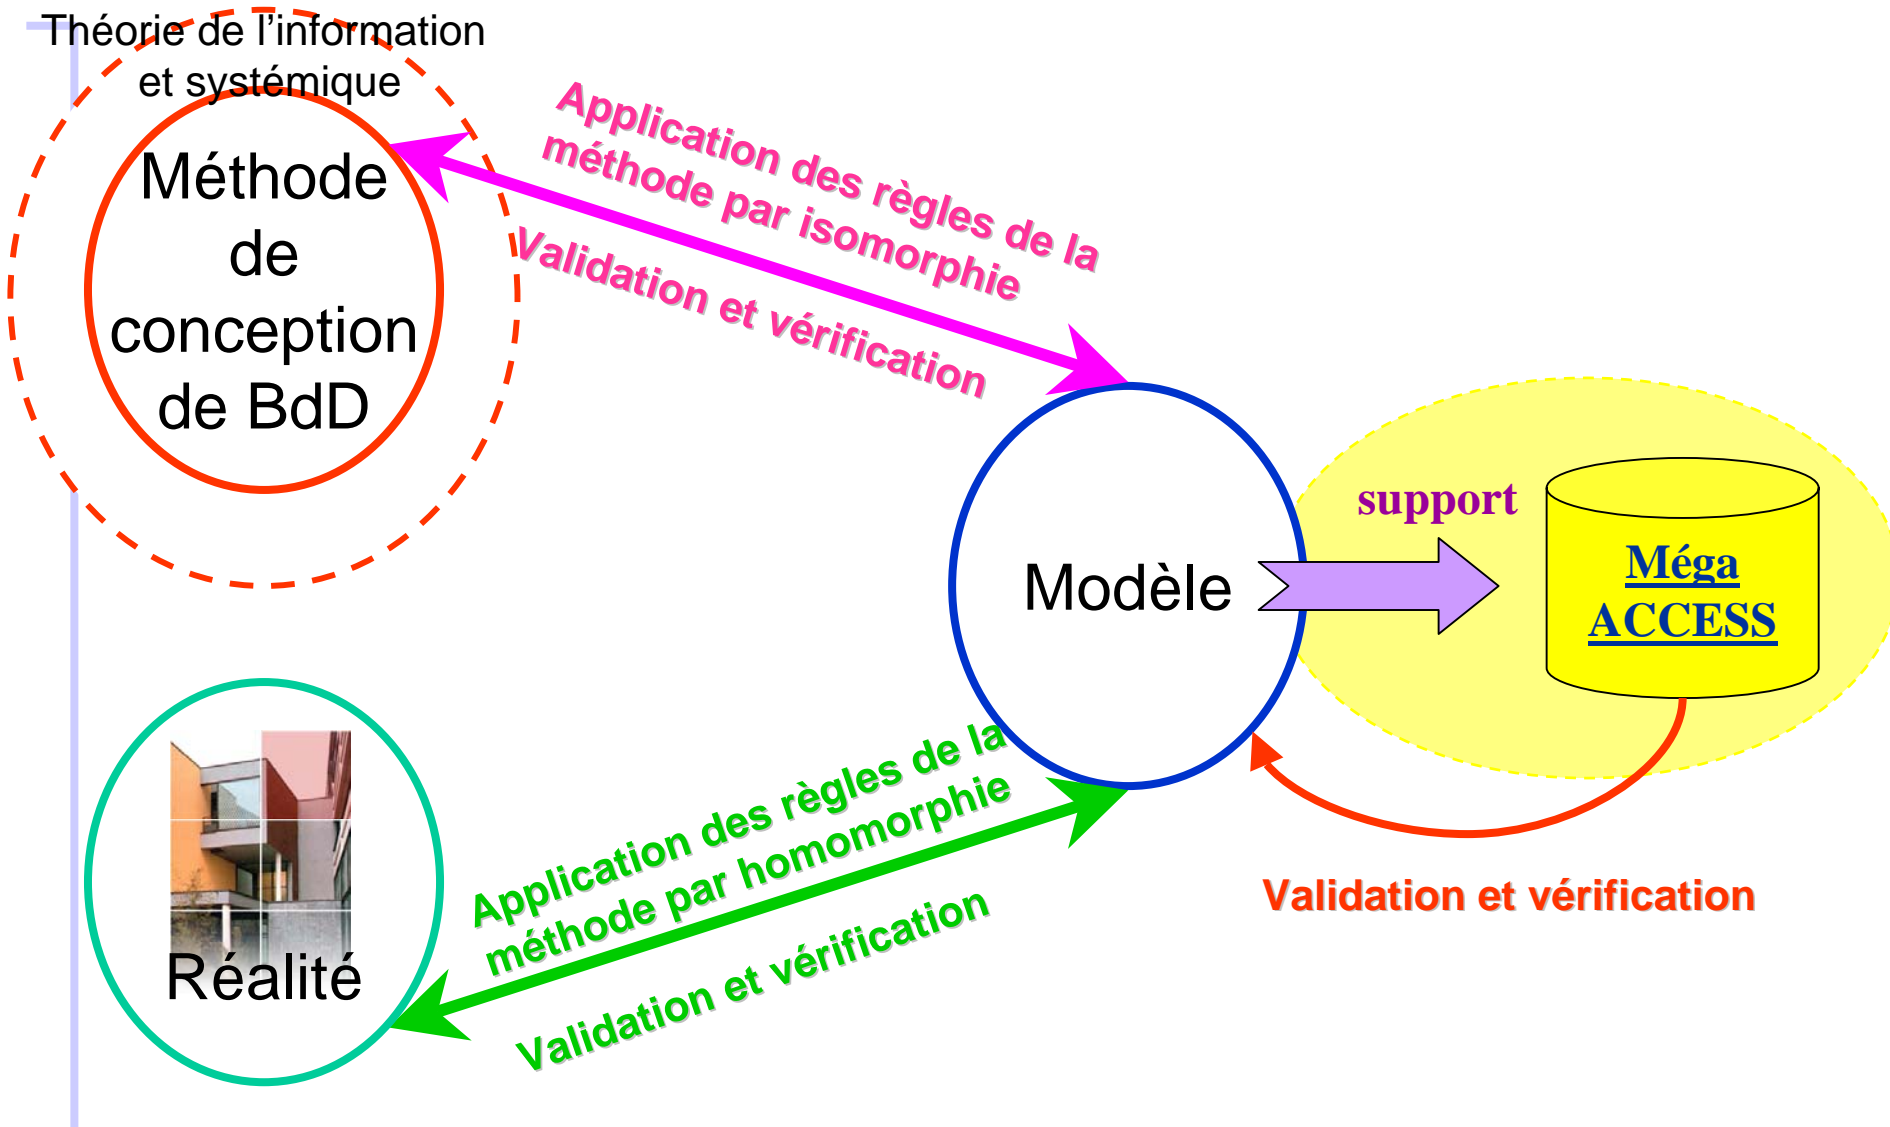 Théorie de l'information
et systémique
Méthode
de
conception
de BdD
Application des règles de la
méthode par isomorphie
Validation et vérification
Modèle
support
Méga
ACCESS
Réalité
Application des règles de la
méthode par homomorphie
Validation et vérification
Validation et vérification